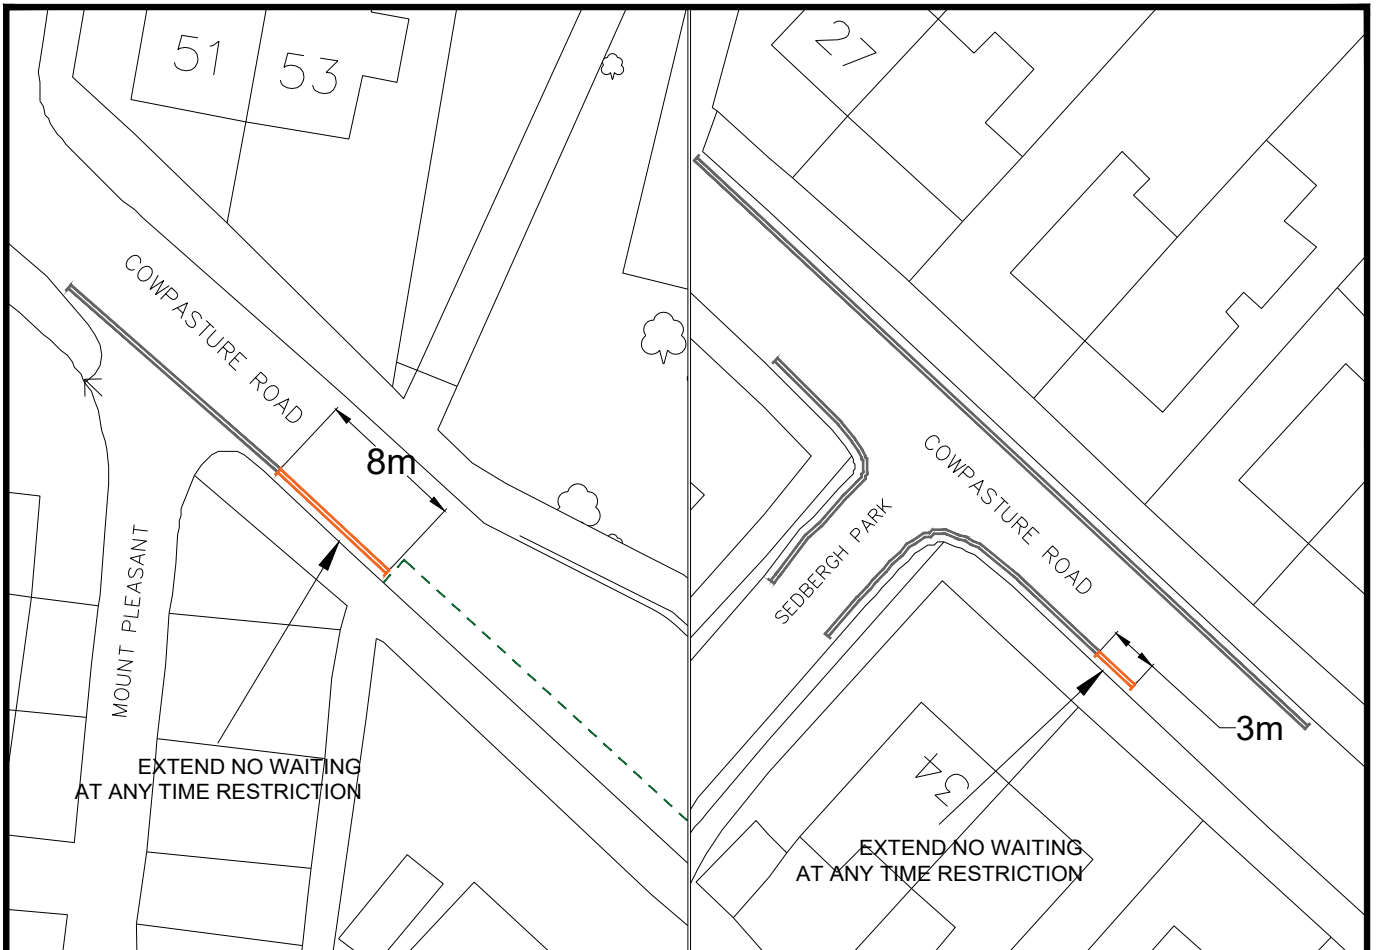 51
53
COWPASTURE ROAD
8m
MOUNT PLEASANT
EXTEND NO WAITING
AT ANY TIME RESTRICTION
27
COWPASTURE ROAD
SEDBERGH PARK
3m
34
EXTEND NO WAITING
AT ANY TIME RESTRICTION